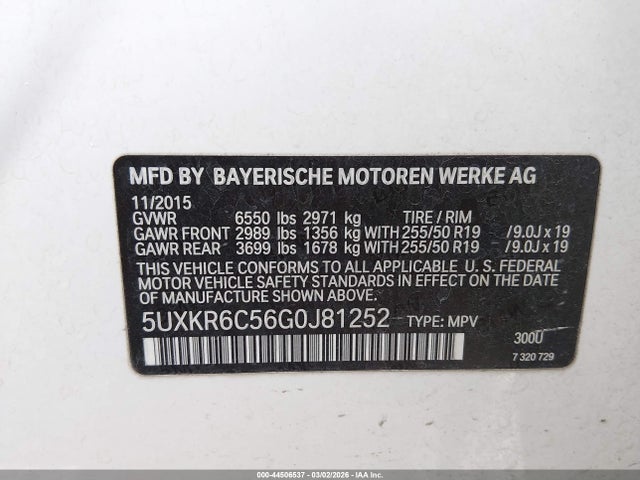 MFD BY BAYERISCHE MOTOREN WERKE AG
11/2015
GVWR 6550 lbs 2971 kg TIRE / RIM
GAWR FRONT 2989 lbs 1356 kg WITH 255/50 R19 /9.0J x 19
GAWR REAR 3699 lbs 1678 kg WITH 255/50 R19 /9.0J x 19
THIS VEHICLE CONFORMS TO ALL APPLICABLE U.S. FEDERAL
MOTOR VEHICLE SAFETY STANDARDS IN EFFECT ON THE DATE
OF MANUFACTURE SHOWN ABOVE.
5UXKR6C56G0J81252 TYPE: MPV
300U
7 320 729
000-44506537 - 03/02/2026 - IAA Inc.